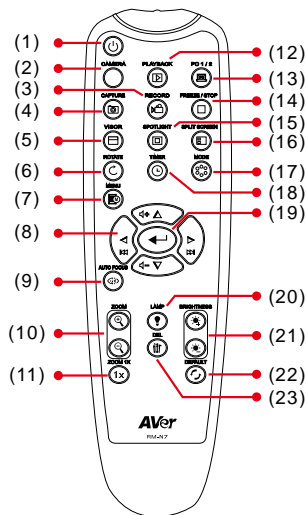 (1)
(2)
(3)
(4)
(5)
(6)
(7)
(8)
(9)
(10)
(11)
CAMERA
PLAYBACK
PC 1 / 2
CAPTURE
RECORD
FREEZE / STOP
VISOR
SPOTLIGHT
SPLIT SCREEN
ROTATE
TIMER
MODE
MENU
AUTO FOCUS
ZOOM
LAMP
BRIGHTNESS
DEL
ZOOM 1X
1x
DEFAULT
AVer
RM-N7
(12)
(13)
(14)
(15)
(16)
(17)
(18)
(19)
(20)
(21)
(22)
(23)